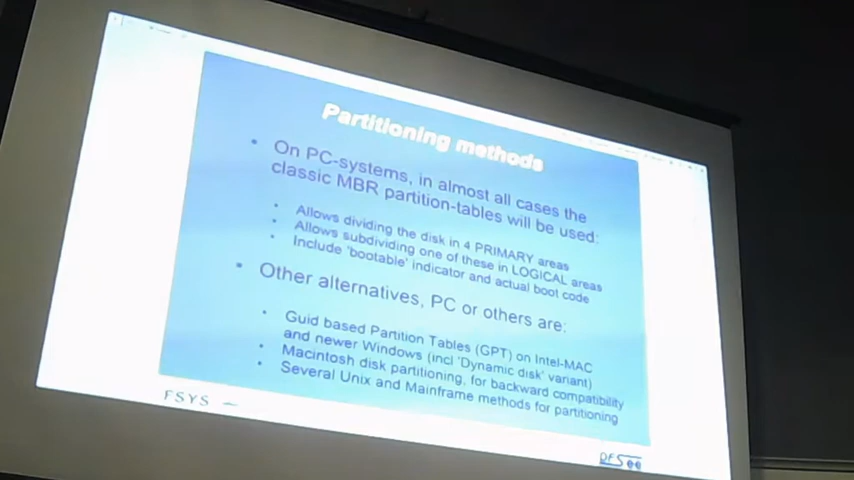 Partitioning methods
• On PC-systems, in almost all cases the
classic MBR partition-tables will be used:
• Allows dividing the disk in 4 PRIMARY areas
• Allows subdividing one of these in LOGICAL areas
• Include 'bootable' indicator and actual boot code
• Other alternatives, PC or others are:
• Guid based Partition Tables (GPT) on Intel-MAC
and newer Windows (incl 'Dynamic disk' variant)
• Macintosh disk partitioning, for backward compatibility
• Several Unix and Mainframe methods for partitioning
FSYS